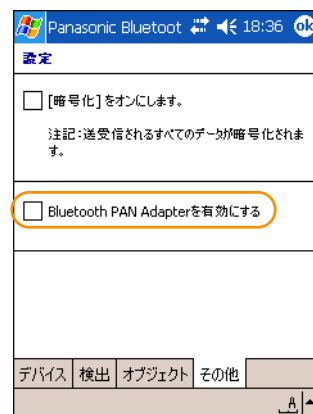 Panasonic Bluetoot 18:36 ok
設定
[暗号化]をオンにします。
注記:送受信されるすべてのデータが暗号化されま
す。
Bluetooth PAN Adapterを有効にする
デバイス 検出 オブジェクト その他
A